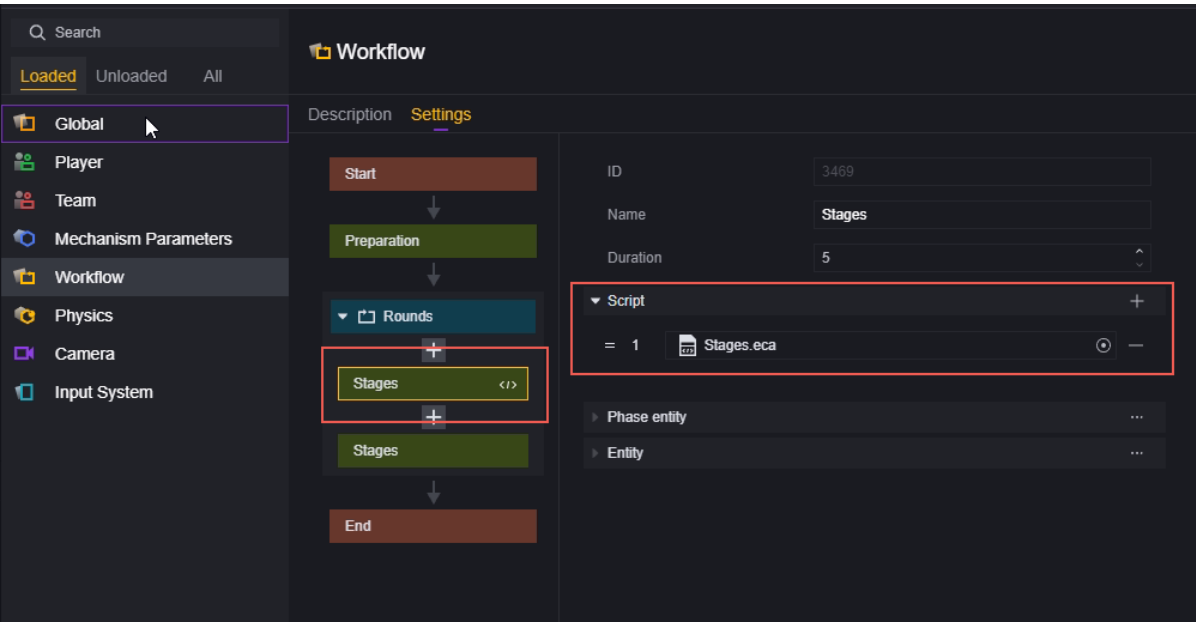 Search
Loaded Unloaded All
Global
Player
Team
Mechanism Parameters
Workflow
Physics
Camera
Input System
Workflow
Description Settings
Start
Preparation
Rounds
Stages </>
Stages
End
ID 3469
Name Stages
Duration 5
Script
= 1 Stages.eca
Phase entity
Entity